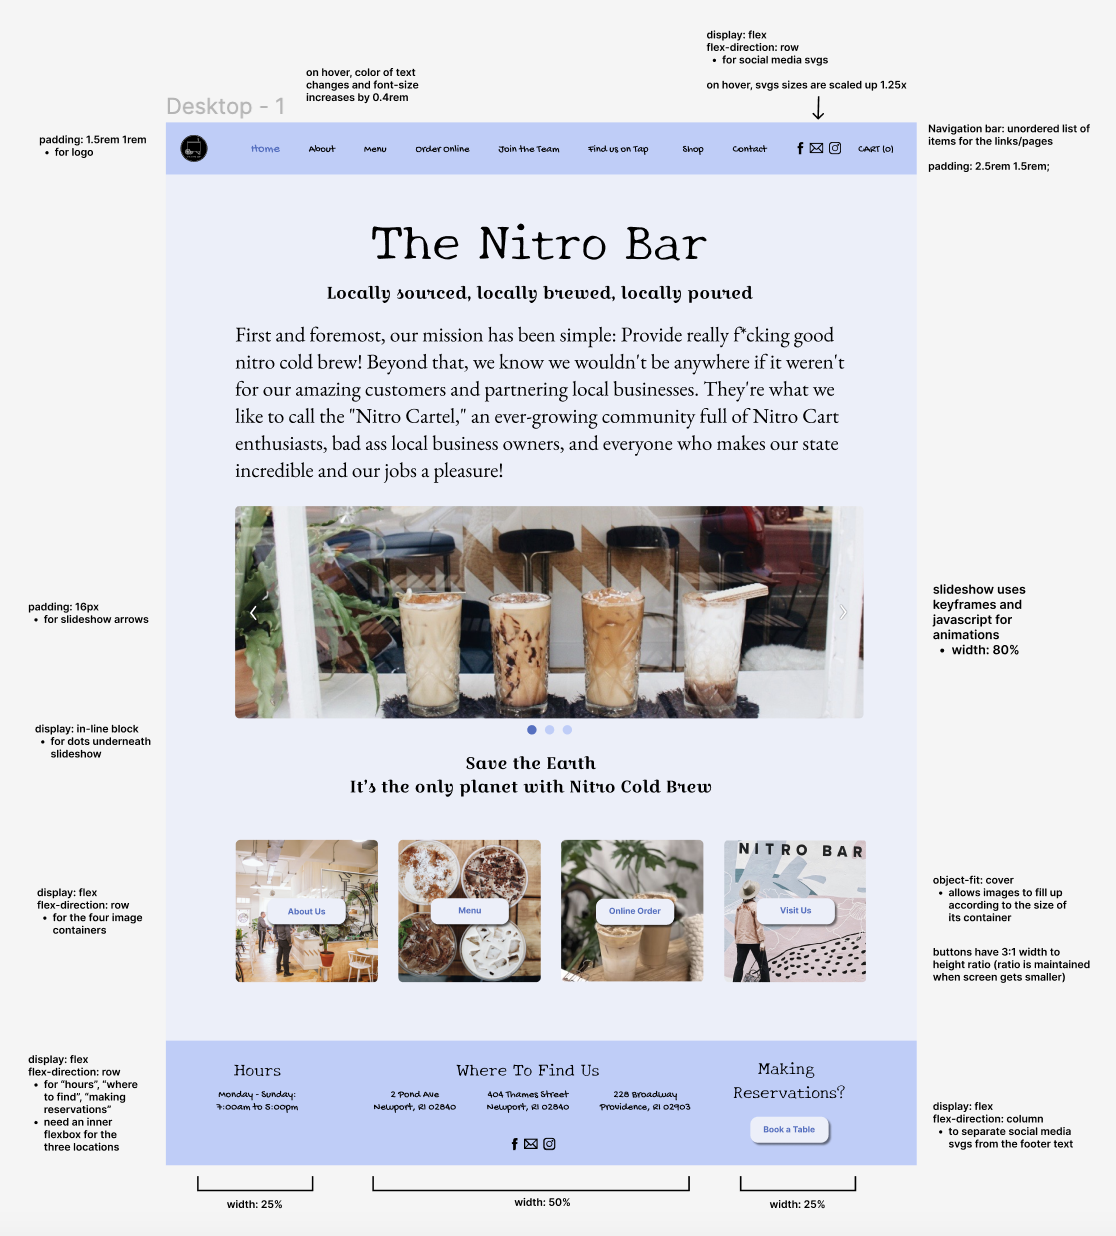 display: flex
flex-direction: row
• for social media svgs
on hover, svgs sizes are scaled up 1.25x
on hover, color of text
changes and font-size
increases by 0.4rem
Desktop - 1
padding: 1.5rem 1rem
• for logo
Home About Menu Order Online Join the Team Find us on Tap Shop Contact CART (0)
Navigation bar: unordered list of
items for the links/pages
padding: 2.5rem 1.5rem;
The Nitro Bar
Locally sourced, locally brewed, locally poured
First and foremost, our mission has been simple: Provide really f*cking good
nitro cold brew! Beyond that, we know we wouldn't be anywhere if it weren't
for our amazing customers and partnering local businesses. They're what we
like to call the "Nitro Cartel," an ever-growing community full of Nitro Cart
enthusiasts, bad ass local business owners, and everyone who makes our state
incredible and our jobs a pleasure!
padding: 16px
• for slideshow arrows
slideshow uses
keyframes and
javascript for
animations
• width: 80%
display: in-line block
• for dots underneath
slideshow
Save the Earth
It's the only planet with Nitro Cold Brew
NITRO BAR
About Us
Menu
Online Order
Visit Us
display: flex
flex-direction: row
• for the four image
containers
object-fit: cover
• allows images to fill up
according to the size of
its container
buttons have 3:1 width to
height ratio (ratio is maintained
when screen gets smaller)
display: flex
flex-direction: row
• for "hours", "where
to find", "making
reservations"
• need an inner
flexbox for the
three locations
Hours
Monday - Sunday:
7:00am to 5:00pm
Where To Find Us
2 Pond Ave
Newport, RI 02840
404 Thames Street
Newport, RI 02840
228 Broadway
Providence, RI 02903
Making
Reservations?
Book a Table
display: flex
flex-direction: column
• to separate social media
svgs from the footer text
width: 25%
width: 50%
width: 25%